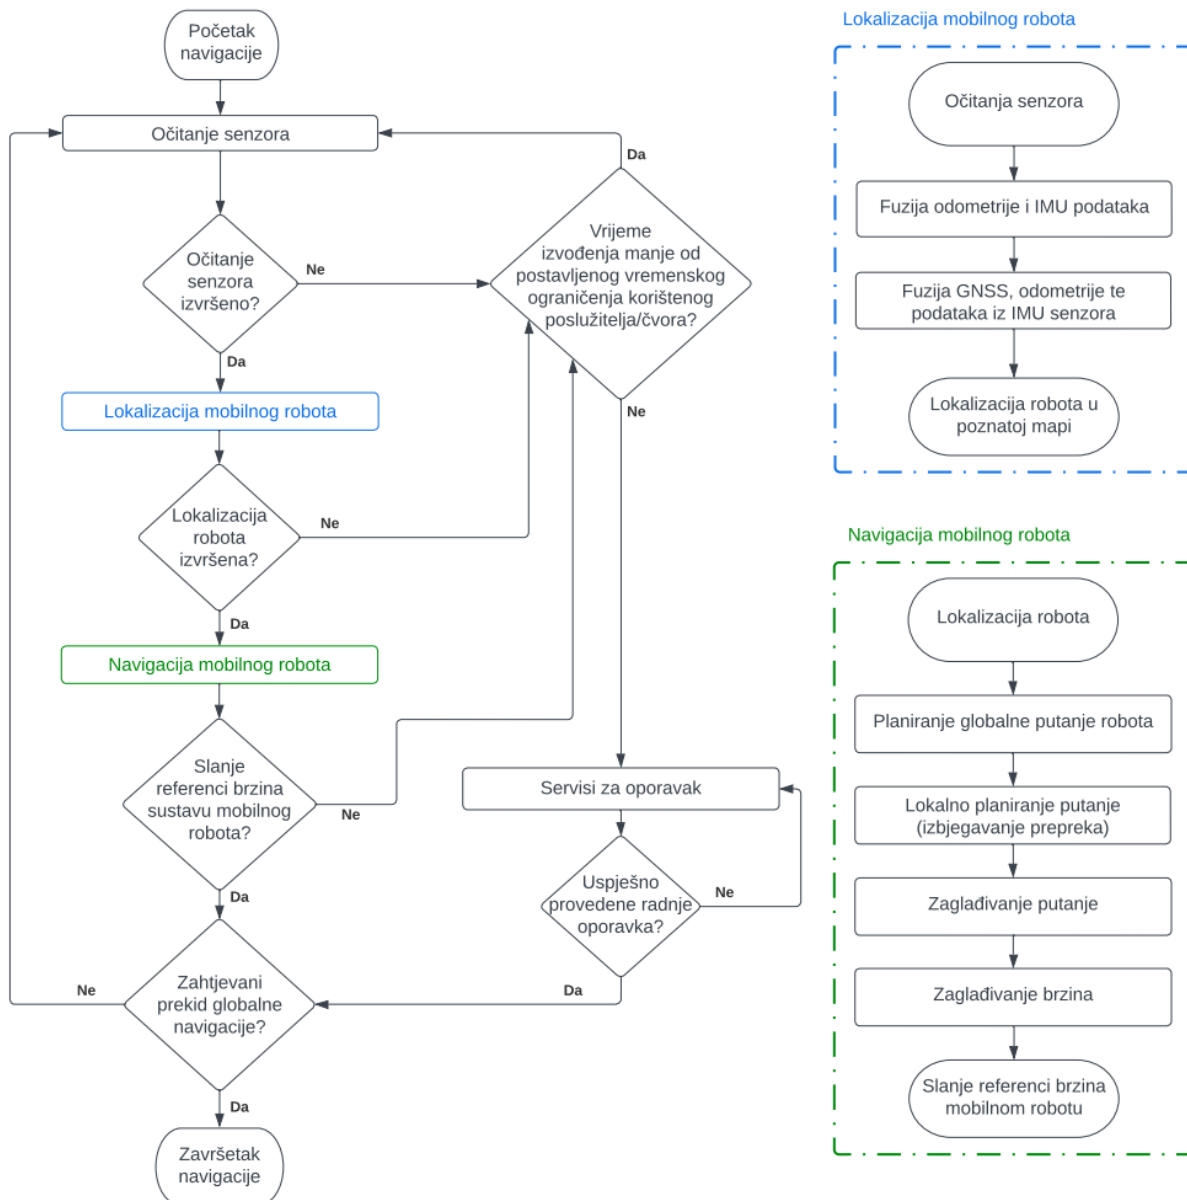 Početak
navigacije
Očitanje senzora
Očitanje
senzora
izvršeno?
Ne
Da
Vrijeme
izvođenja manje od
postavljenog vremenskog
ograničenja korištenog
poslužitelja/čvora?
Da
Ne
Lokalizacija mobilnog robota
Lokalizacija
robota
izvršena?
Ne
Da
Navigacija mobilnog robota
Slanje
referenci brzina
sustavu mobilnog
robota?
Ne
Da
Servisi za oporavak
Uspješno
provedene radnje
oporavka?
Ne
Da
Zahtjevani
prekid globalne
navigacije?
Ne
Da
Završetak
navigacije
Lokalizacija mobilnog robota
Očitanja senzora
Fuzija odometrije i IMU podataka
Fuzija GNSS, odometrije te
podataka iz IMU senzora
Lokalizacija robota u
poznatoj mapi
Navigacija mobilnog robota
Lokalizacija robota
Planiranje globalne putanje robota
Lokalno planiranje putanje
(izbjegavanje prepreka)
Zaglađivanje putanje
Zaglađivanje brzina
Slanje referenci brzina
mobilnom robotu